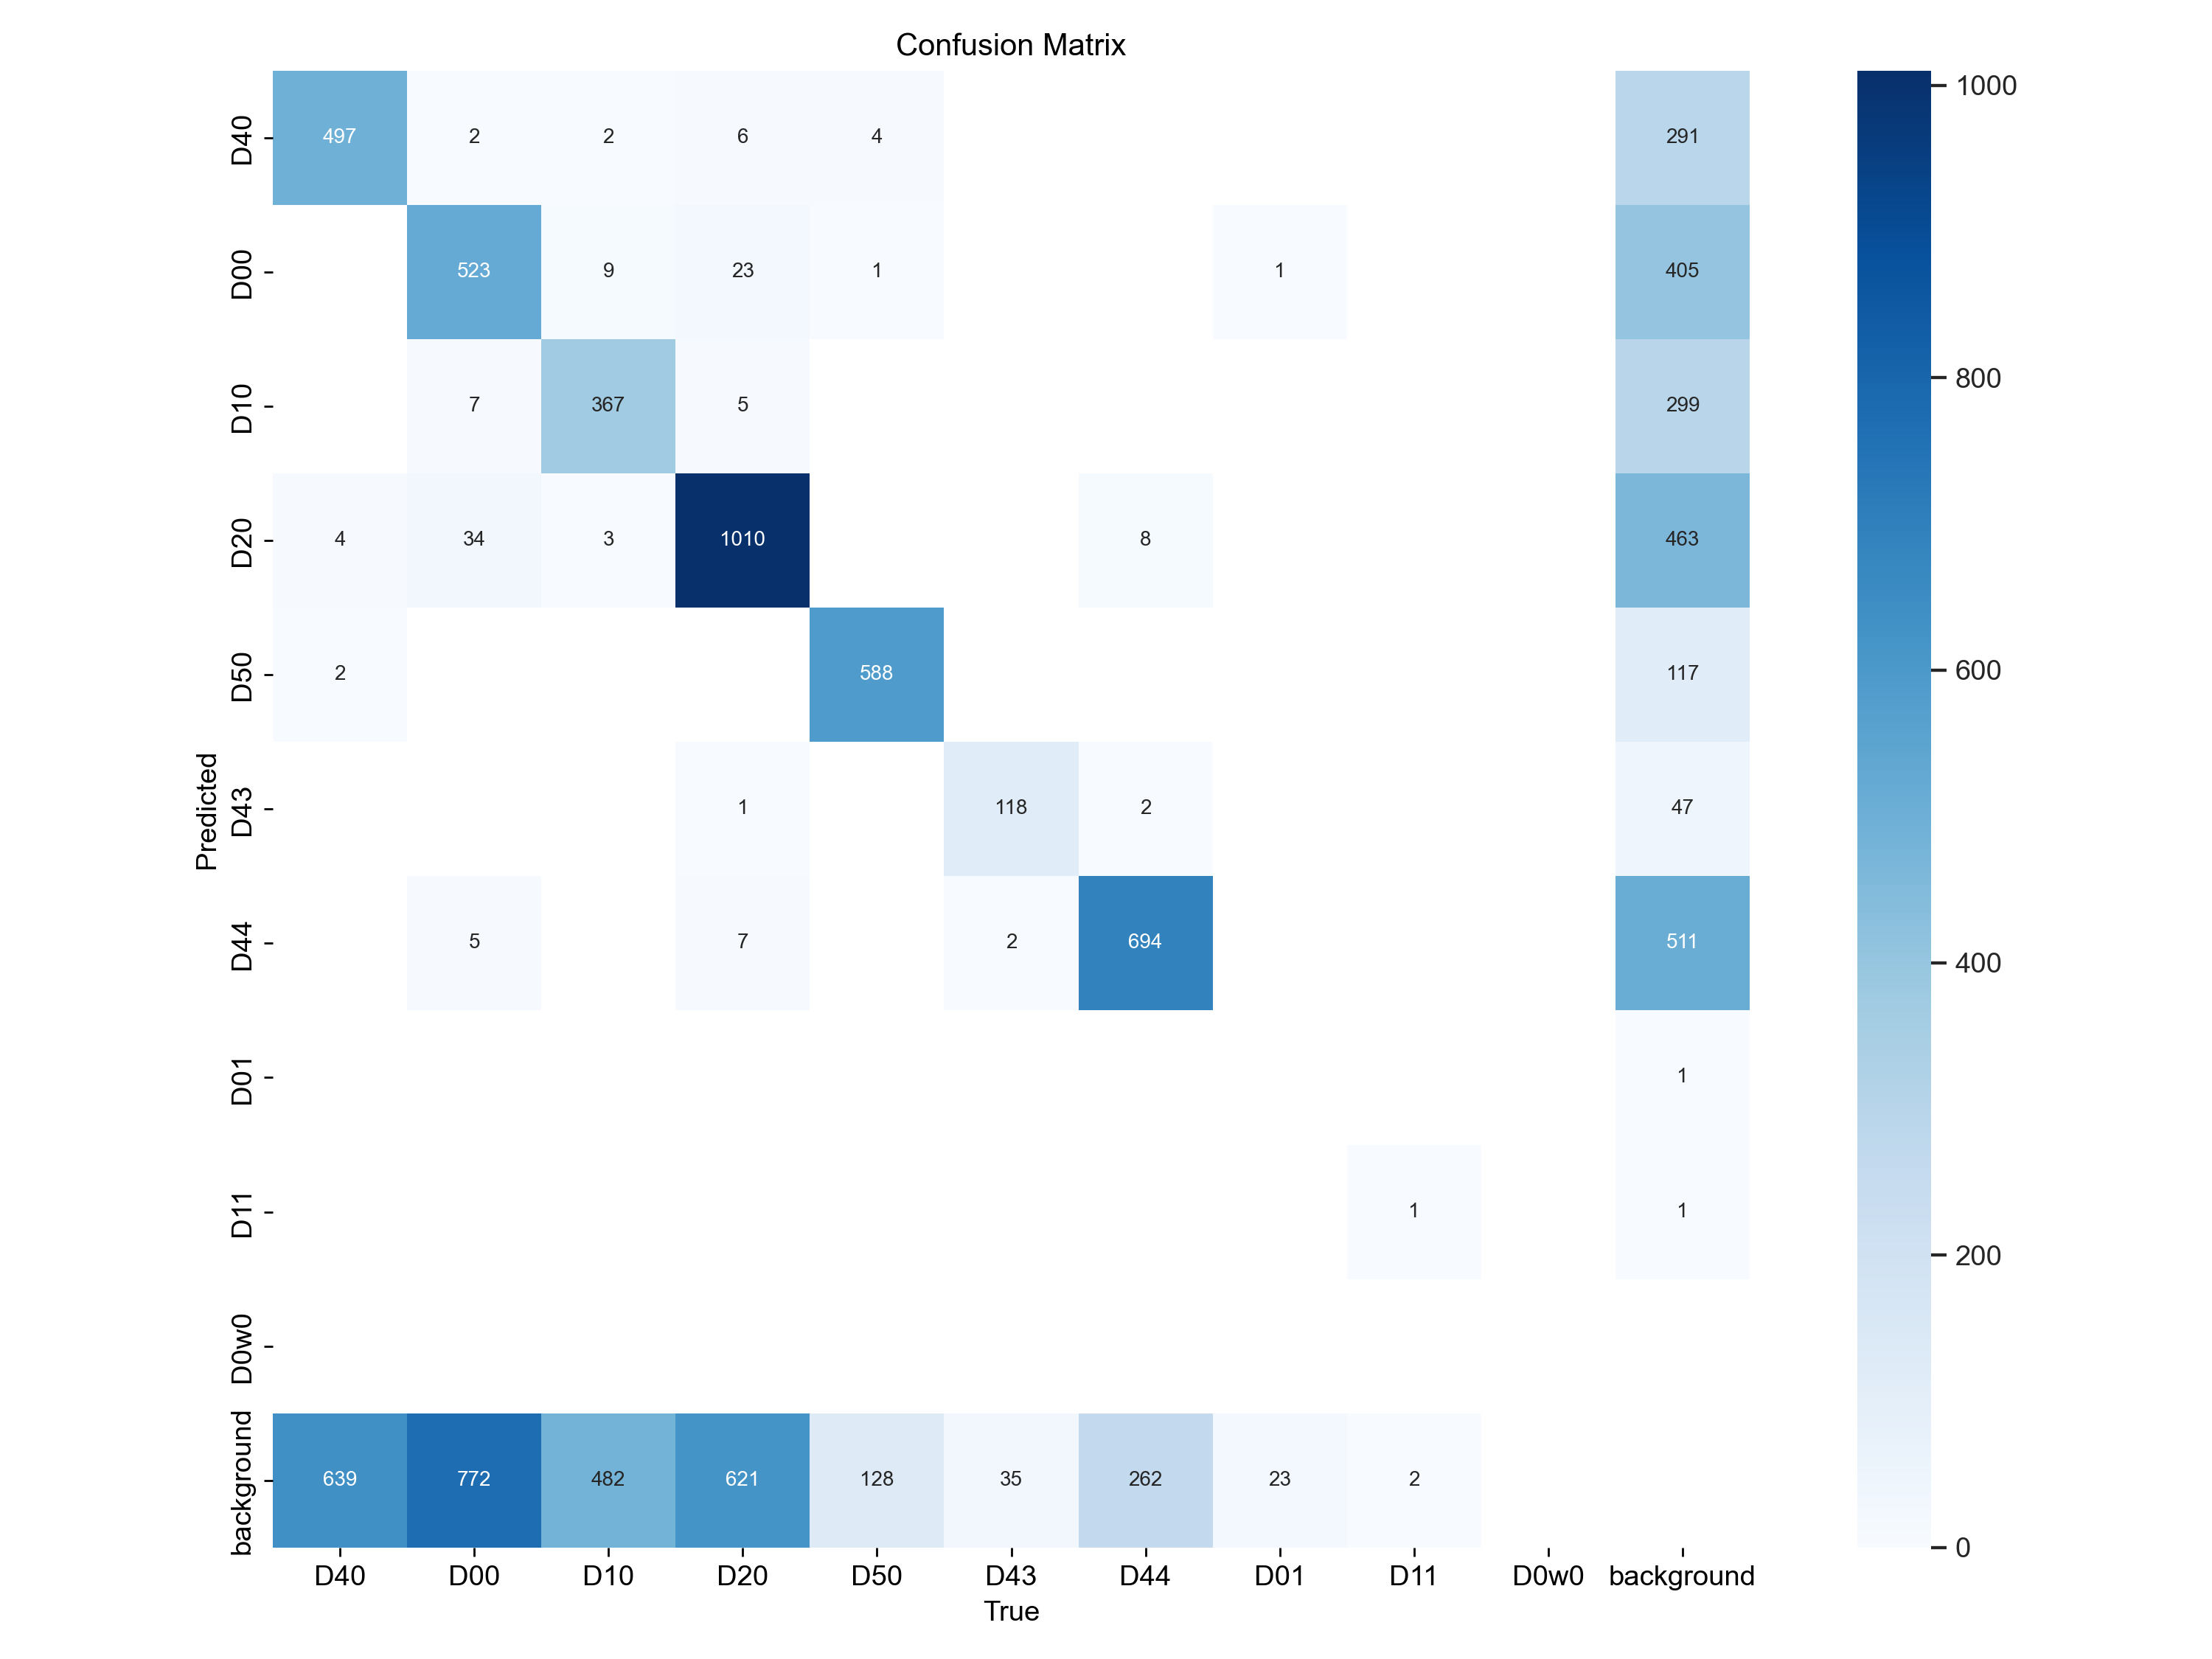 Confusion Matrix
D40 497 2 2 6 4 291 1000
D00 523 9 23 1 1 405
D10 7 367 5 299 800
D20 4 34 3 1010 8 463
D50 2 588 117 600
Predicted
D43 1 118 2 47
D44 5 7 2 694 511 400
D01 1
D11 1 1 200
D0w0
background 639 772 482 621 128 35 262 23 2 0
D40 D00 D10 D20 D50 D43 D44 D01 D11 D0w0 background
True